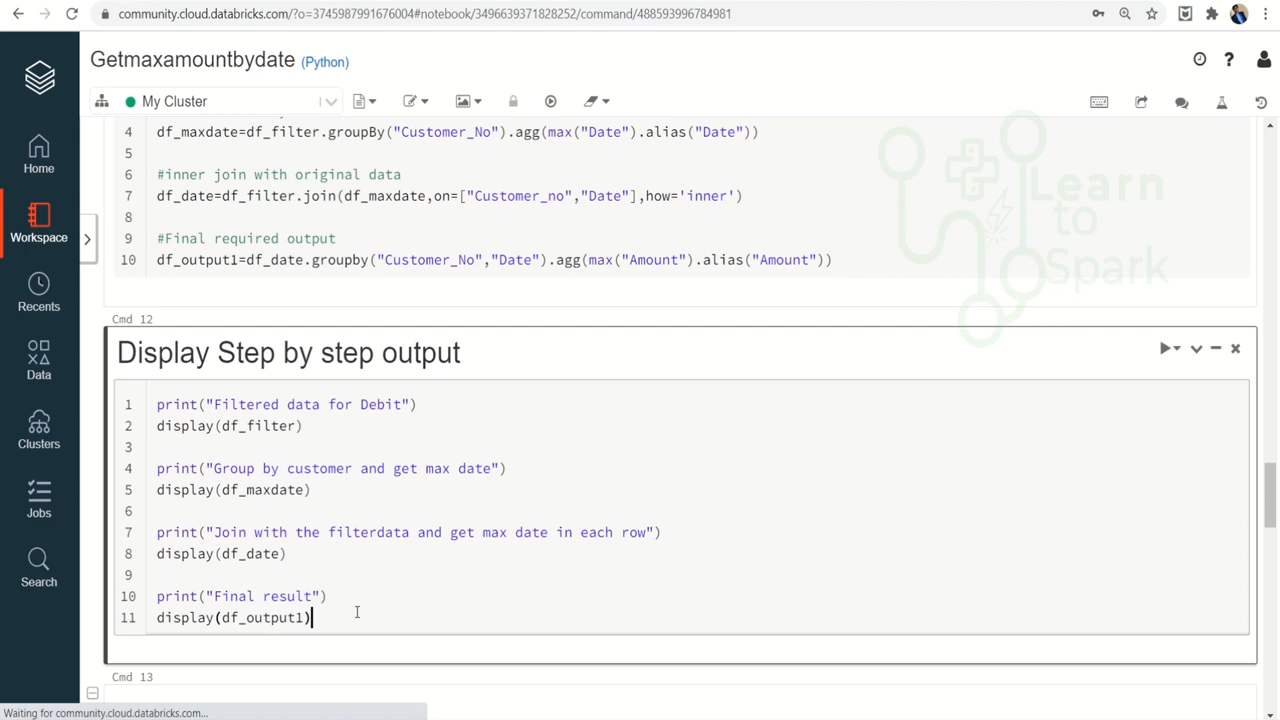 community.cloud.databricks.com/?o=3745987991676004#notebook/3496639371828252/command/488593996784981
Getmaxamountbydate (Python)
My Cluster
Home
Workspace
Recents
Data
Clusters
Jobs
Search
4 df_maxdate=df_filter.groupBy("Customer_No").agg(max("Date").alias("Date"))
5
6 #inner join with original data
7 df_date=df_filter.join(df_maxdate,on=["Customer_no","Date"],how='inner')
8
9 #Final required output
10 df_output1=df_date.groupby("Customer_No","Date").agg(max("Amount").alias("Amount"))
Learn
to
Spark
Cmd 12
Display Step by step output
1 print("Filtered data for Debit")
2 display(df_filter)
3
4 print("Group by customer and get max date")
5 display(df_maxdate)
6
7 print("Join with the filterdata and get max date in each row")
8 display(df_date)
9
10 print("Final result")
11 display(df_output1)
Cmd 13
Waiting for community.cloud.databricks.com...